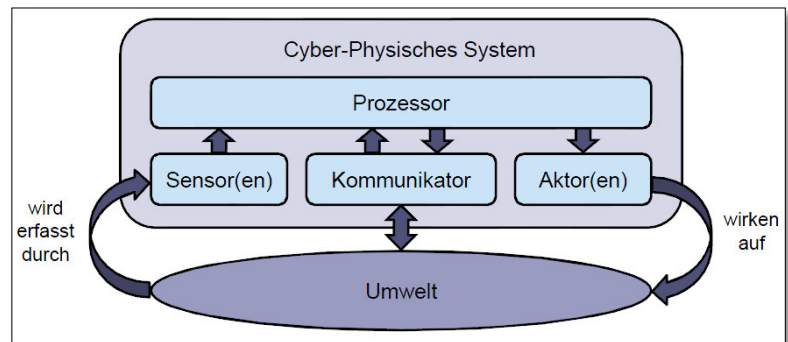 Cyber-Physisches System
Prozessor
Sensor(en)
Kommunikator
Aktor(en)
wird
erfasst
durch
wirken
auf
Umwelt